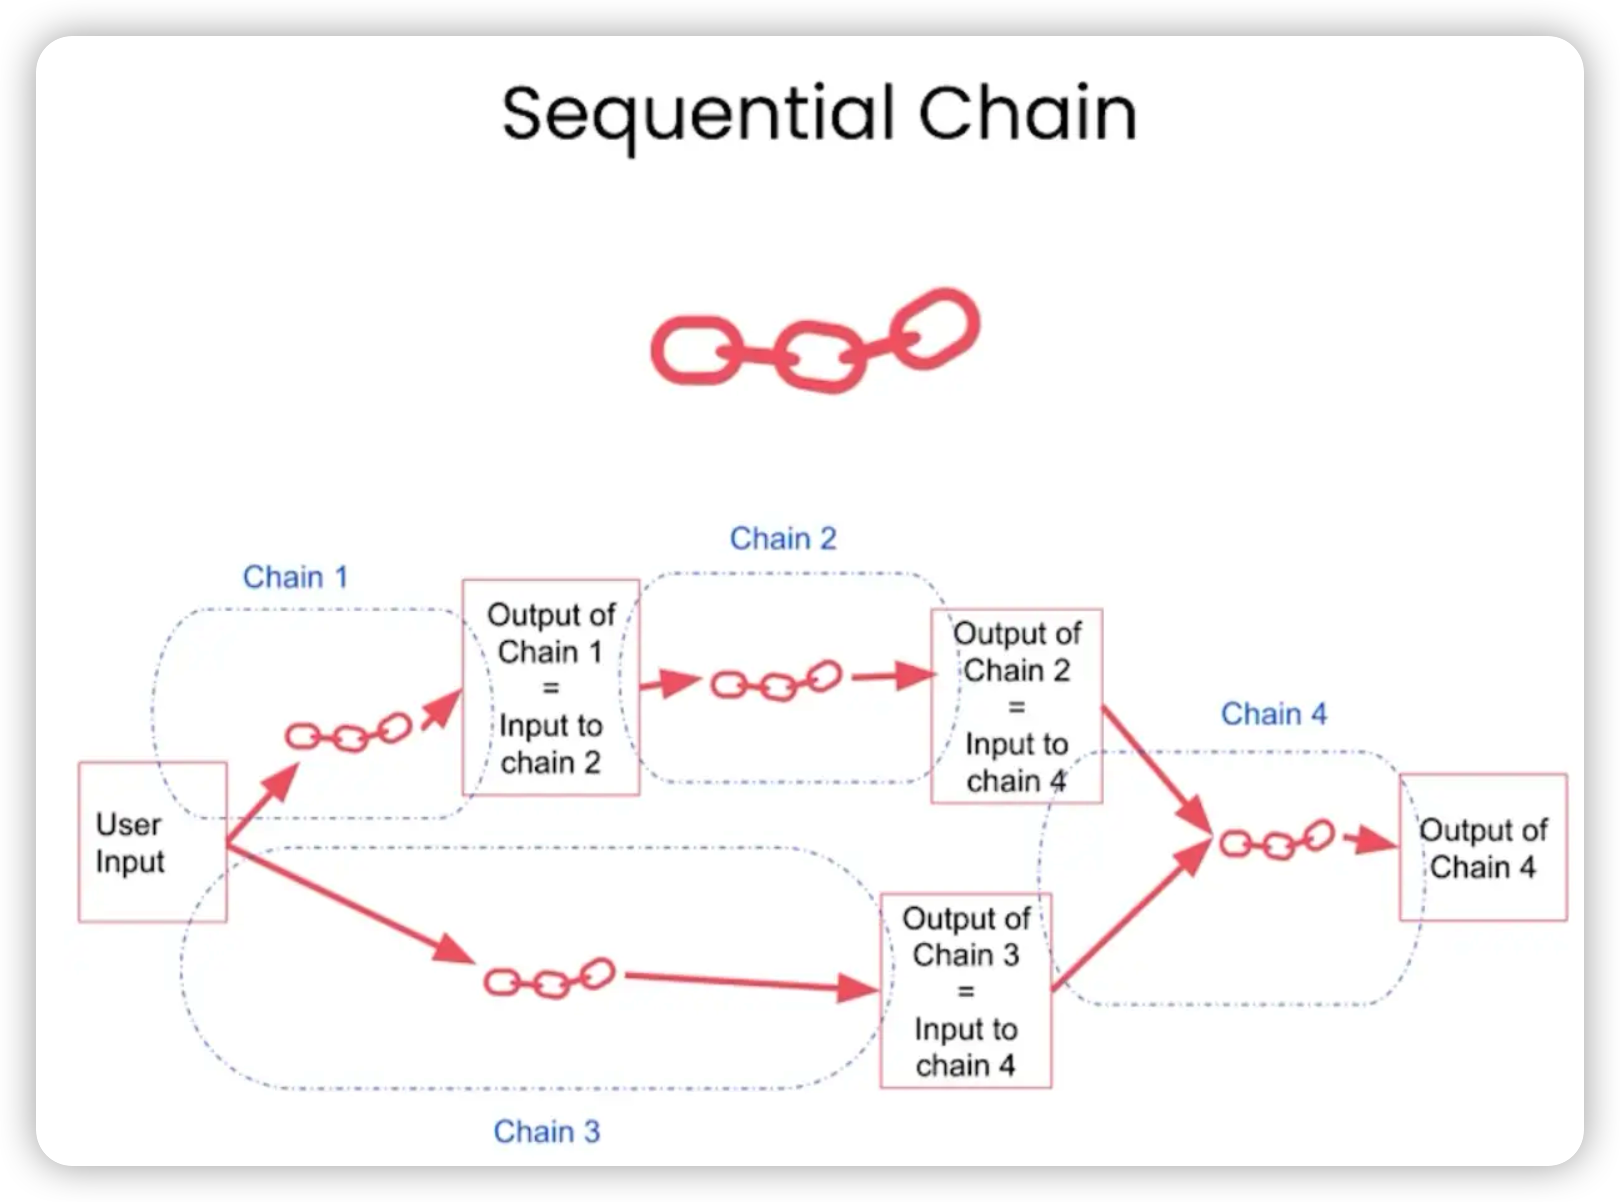 Sequential Chain
Chain 1
Chain 2
Chain 4
Chain 3
User
Input
Output of
Chain 1
=
Input to
chain 2
Output of
Chain 2
=
Input to
chain 4
Output of
Chain 3
=
Input to
chain 4
Output of
Chain 4